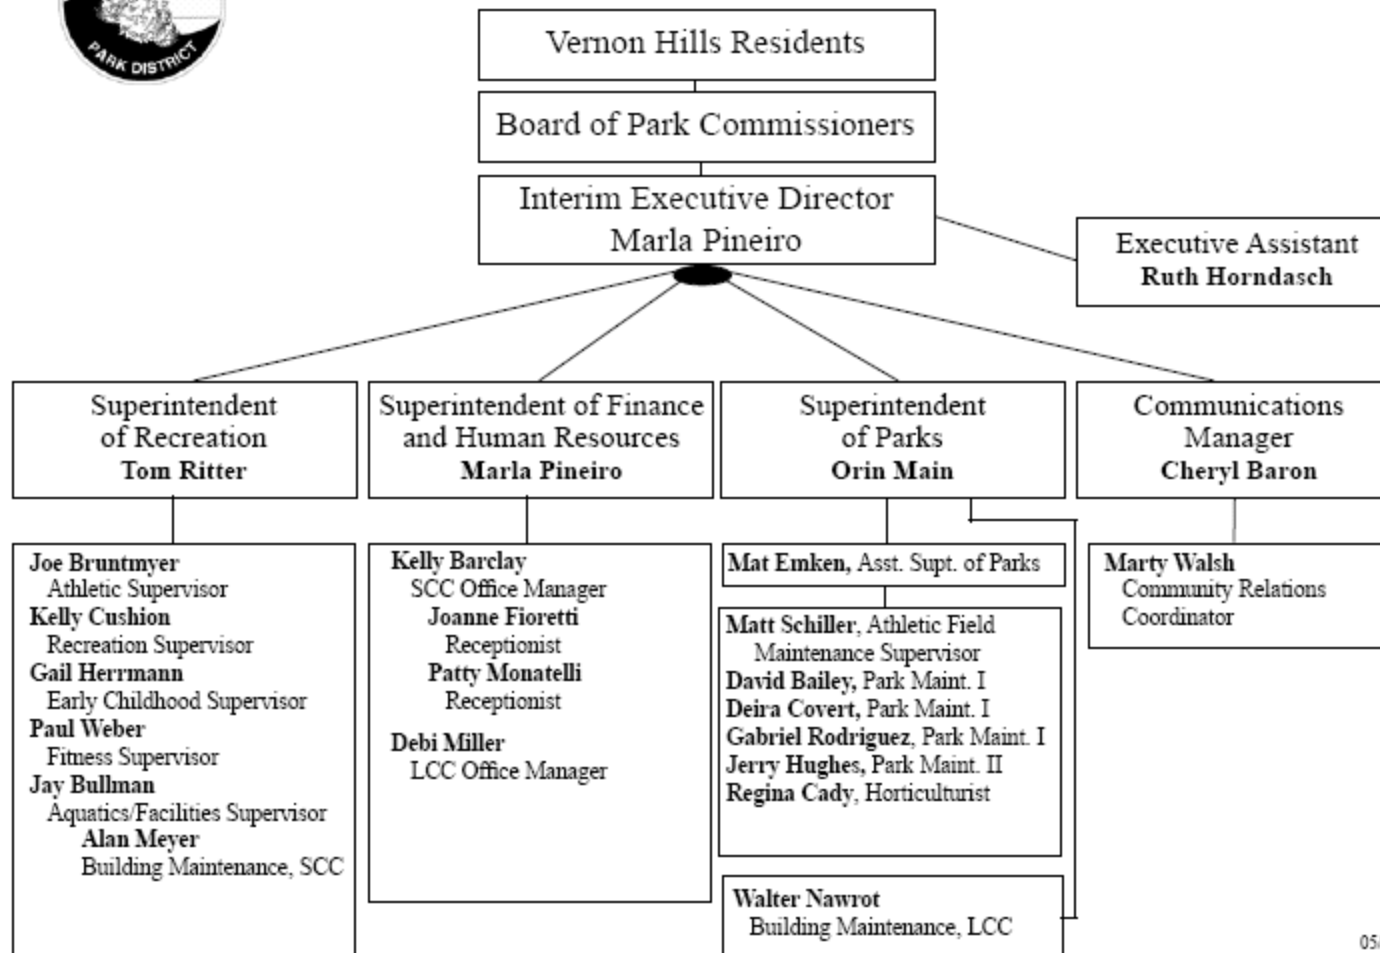 PARK DISTRICT
Vernon Hills Residents
Board of Park Commissioners
Interim Executive Director
Marla Pineiro
Executive Assistant
Ruth Horndasch
Superintendent
of Recreation
Tom Ritter
Superintendent of Finance
and Human Resources
Marla Pineiro
Superintendent
of Parks
Orin Main
Communications
Manager
Cheryl Baron
Joe Bruntmyer
Athletic Supervisor
Kelly Cushion
Recreation Supervisor
Gail Herrmann
Early Childhood Supervisor
Paul Weber
Fitness Supervisor
Jay Bullman
Aquatics/Facilities Supervisor
Alan Meyer
Building Maintenance, SCC
Kelly Barclay
SCC Office Manager
Joanne Fioretti
Receptionist
Patty Monatelli
Receptionist
Debi Miller
LCC Office Manager
Mat Emken, Asst. Supt. of Parks
Matt Schiller, Athletic Field
Maintenance Supervisor
David Bailey, Park Maint. I
Deira Covert, Park Maint. I
Gabriel Rodriguez, Park Maint. I
Jerry Hughes, Park Maint. II
Regina Cady, Horticulturist
Walter Nawrot
Building Maintenance, LCC
Marty Walsh
Community Relations
Coordinator